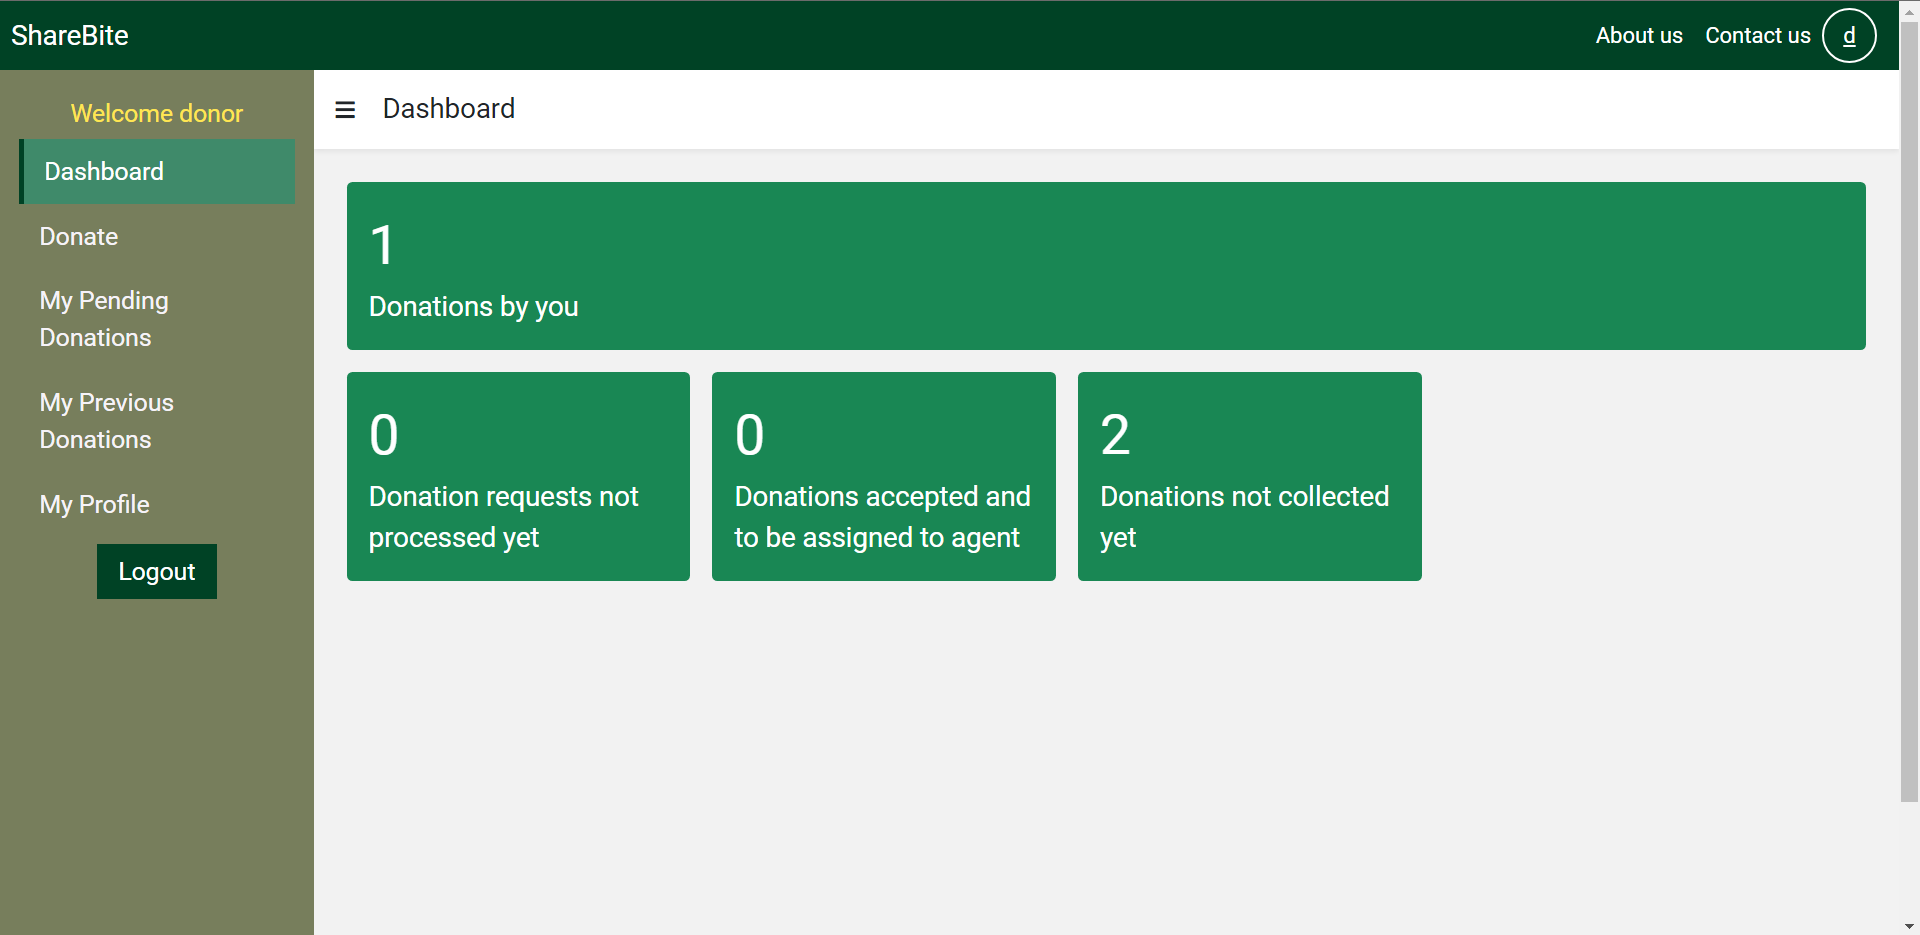 ShareBite
About us
Contact us
d
Welcome donor
Dashboard
Donate
My Pending
Donations
My Previous
Donations
My Profile
Logout
Dashboard
1
Donations by you
0
Donation requests not
processed yet
0
Donations accepted and
to be assigned to agent
2
Donations not collected
yet